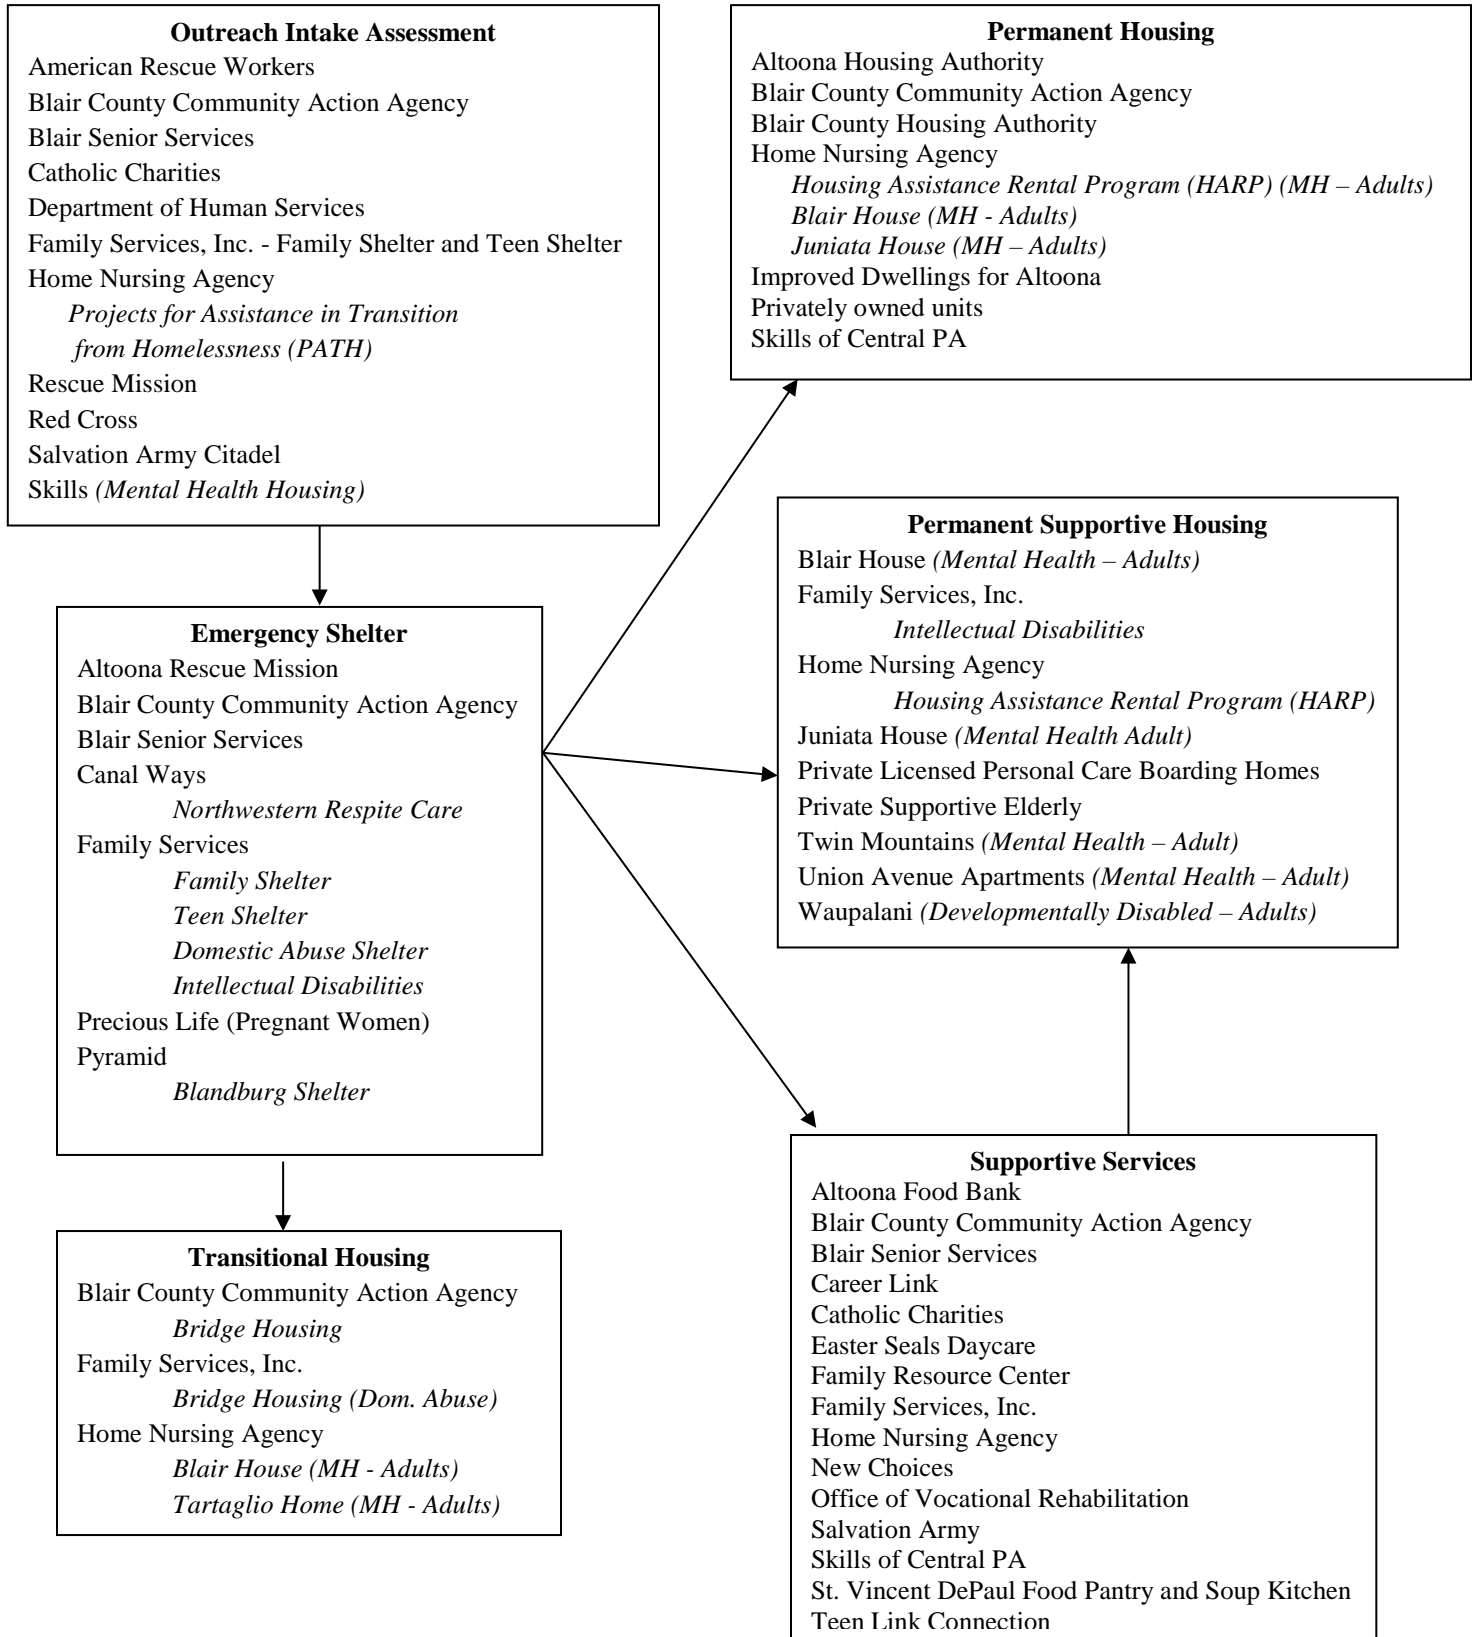 Outreach Intake Assessment
American Rescue Workers
Blair County Community Action Agency
Blair Senior Services
Catholic Charities
Department of Human Services
Family Services, Inc. - Family Shelter and Teen Shelter
Home Nursing Agency
Projects for Assistance in Transition
from Homelessness (PATH)
Rescue Mission
Red Cross
Salvation Army Citadel
Skills (Mental Health Housing)
Permanent Housing
Altoona Housing Authority
Blair County Community Action Agency
Blair County Housing Authority
Home Nursing Agency
Housing Assistance Rental Program (HARP) (MH – Adults)
Blair House (MH - Adults)
Juniata House (MH – Adults)
Improved Dwellings for Altoona
Privately owned units
Skills of Central PA
Emergency Shelter
Altoona Rescue Mission
Blair County Community Action Agency
Blair Senior Services
Canal Ways
Northwestern Respite Care
Family Services
Family Shelter
Teen Shelter
Domestic Abuse Shelter
Intellectual Disabilities
Precious Life (Pregnant Women)
Pyramid
Blandburg Shelter
Permanent Supportive Housing
Blair House (Mental Health – Adults)
Family Services, Inc.
Intellectual Disabilities
Home Nursing Agency
Housing Assistance Rental Program (HARP)
Juniata House (Mental Health Adult)
Private Licensed Personal Care Boarding Homes
Private Supportive Elderly
Twin Mountains (Mental Health – Adult)
Union Avenue Apartments (Mental Health – Adult)
Waupalani (Developmentally Disabled – Adults)
Transitional Housing
Blair County Community Action Agency
Bridge Housing
Family Services, Inc.
Bridge Housing (Dom. Abuse)
Home Nursing Agency
Blair House (MH - Adults)
Tartaglio Home (MH - Adults)
Supportive Services
Altoona Food Bank
Blair County Community Action Agency
Blair Senior Services
Career Link
Catholic Charities
Easter Seals Daycare
Family Resource Center
Family Services, Inc.
Home Nursing Agency
New Choices
Office of Vocational Rehabilitation
Salvation Army
Skills of Central PA
St. Vincent DePaul Food Pantry and Soup Kitchen
Teen Link Connection